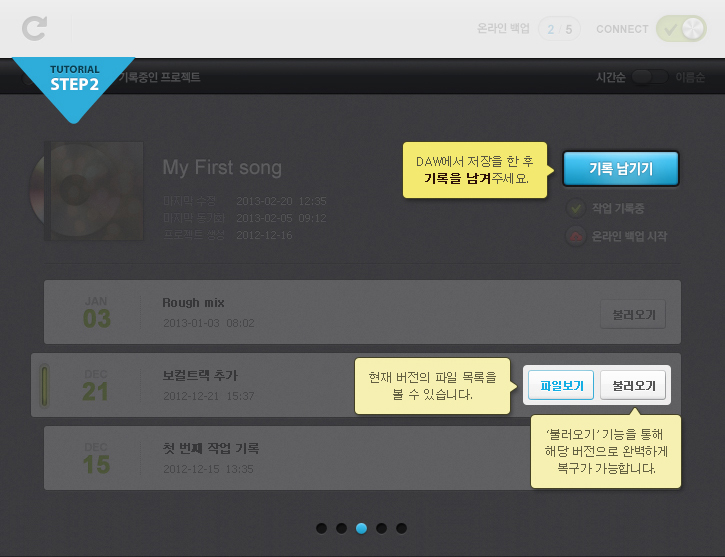 온라인 백업 2 / 5 CONNECT
TUTORIAL
STEP2
기록중인 프로젝트
시간순 이름순
My First song
마지막 수정 2013-02-20 12:35
마지막 동기화 2013-02-05 09:12
프로젝트 생성 2012-12-16
DAW에서 저장을 한 후
기록을 남겨주세요.
기록 남기기
작업 기록중
온라인 백업 시작
JAN
03
Rough mix
2013-01-03 08:02
불러오기
DEC
21
보컬트랙 추가
2012-12-21 15:37
현재 버전의 파일 목록을
볼 수 있습니다.
파일보기
불러오기
DEC
15
첫 번째 작업 기록
2012-12-15 13:35
‘불러오기’ 기능을 통해
해당 버전으로 완벽하게
복구가 가능합니다.